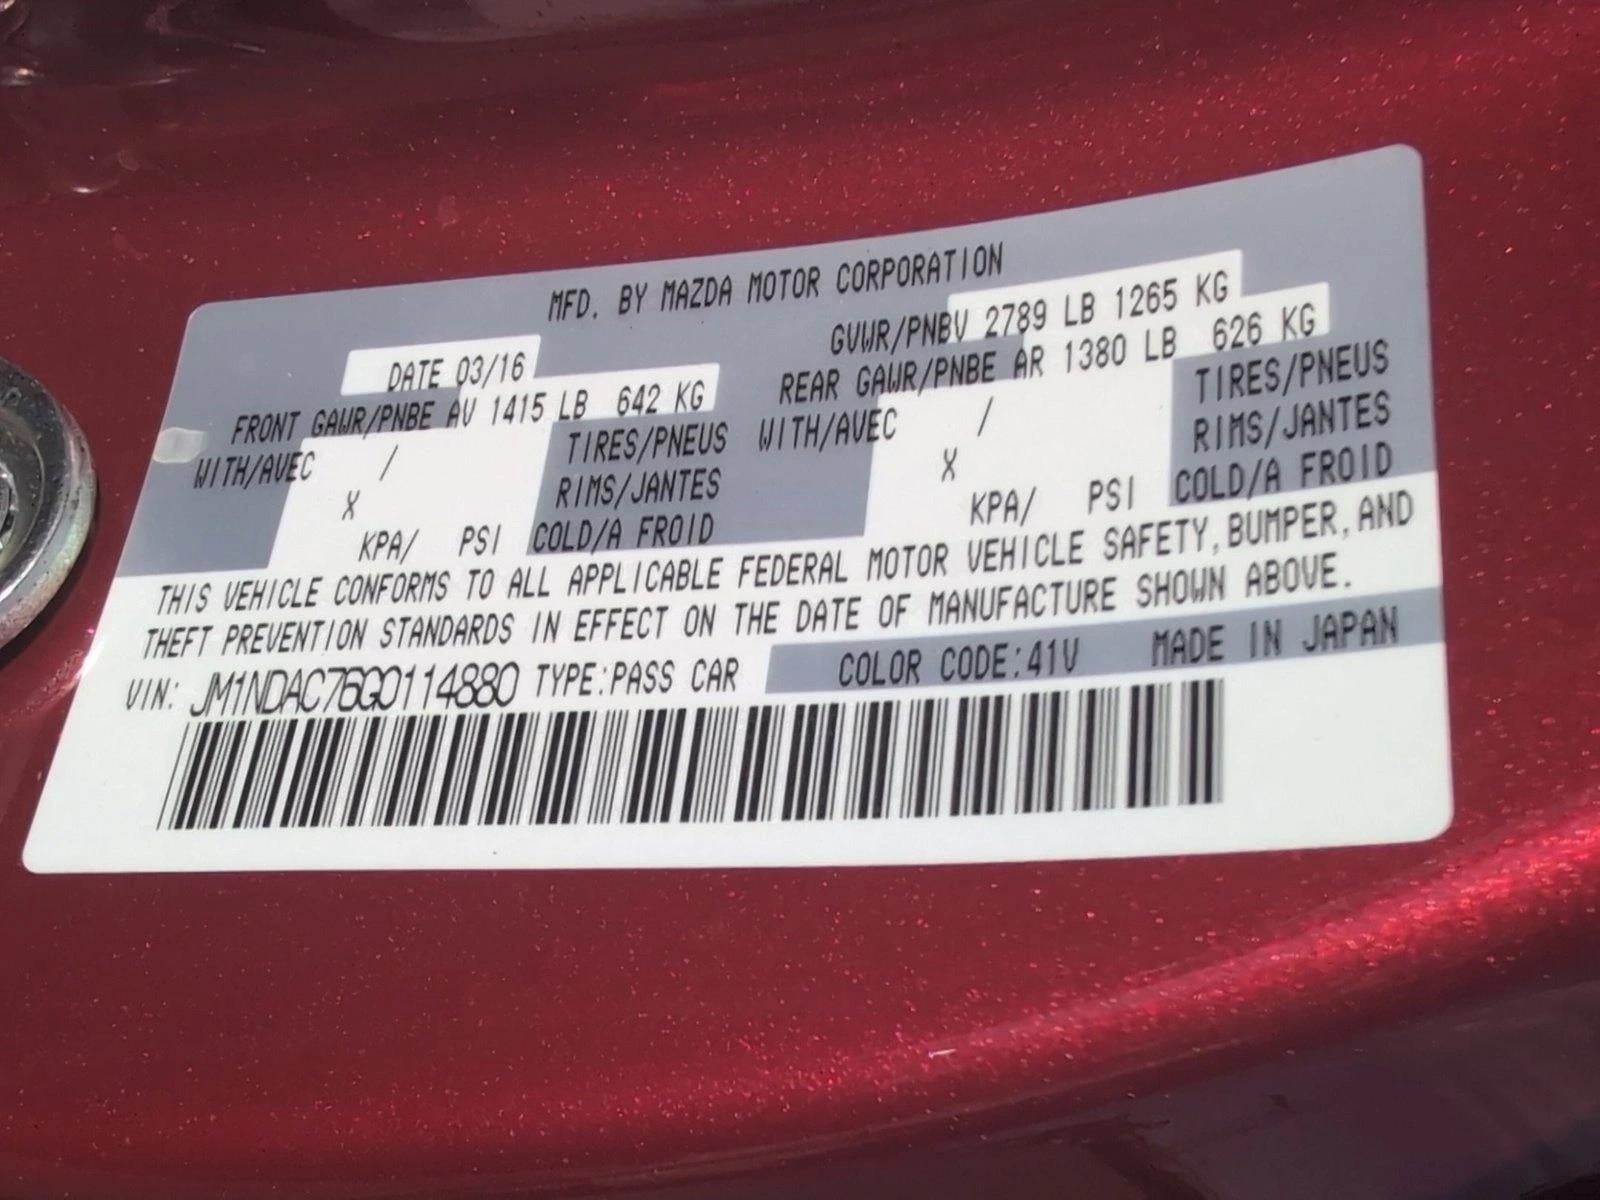 MFD. BY MAZDA MOTOR CORPORATION
DATE 03/16
GVWR/PNBV 2789 LB 1265 KG
FRONT GAWR/PNBE AV 1415 LB 642 KG
REAR GAWR/PNBE AR 1380 LB 626 KG
WITH/AVEC / TIRES/PNEUS
WITH/AVEC / TIRES/PNEUS
X RIMS/JANTES
X RIMS/JANTES
KPA/ PSI COLD/A FROID
KPA/ PSI COLD/A FROID
THIS VEHICLE CONFORMS TO ALL APPLICABLE FEDERAL MOTOR VEHICLE SAFETY, BUMPER, AND
THEFT PREVENTION STANDARDS IN EFFECT ON THE DATE OF MANUFACTURE SHOWN ABOVE.
VIN: JM1NDAC76G0114880 TYPE:PASS CAR COLOR CODE:41V MADE IN JAPAN